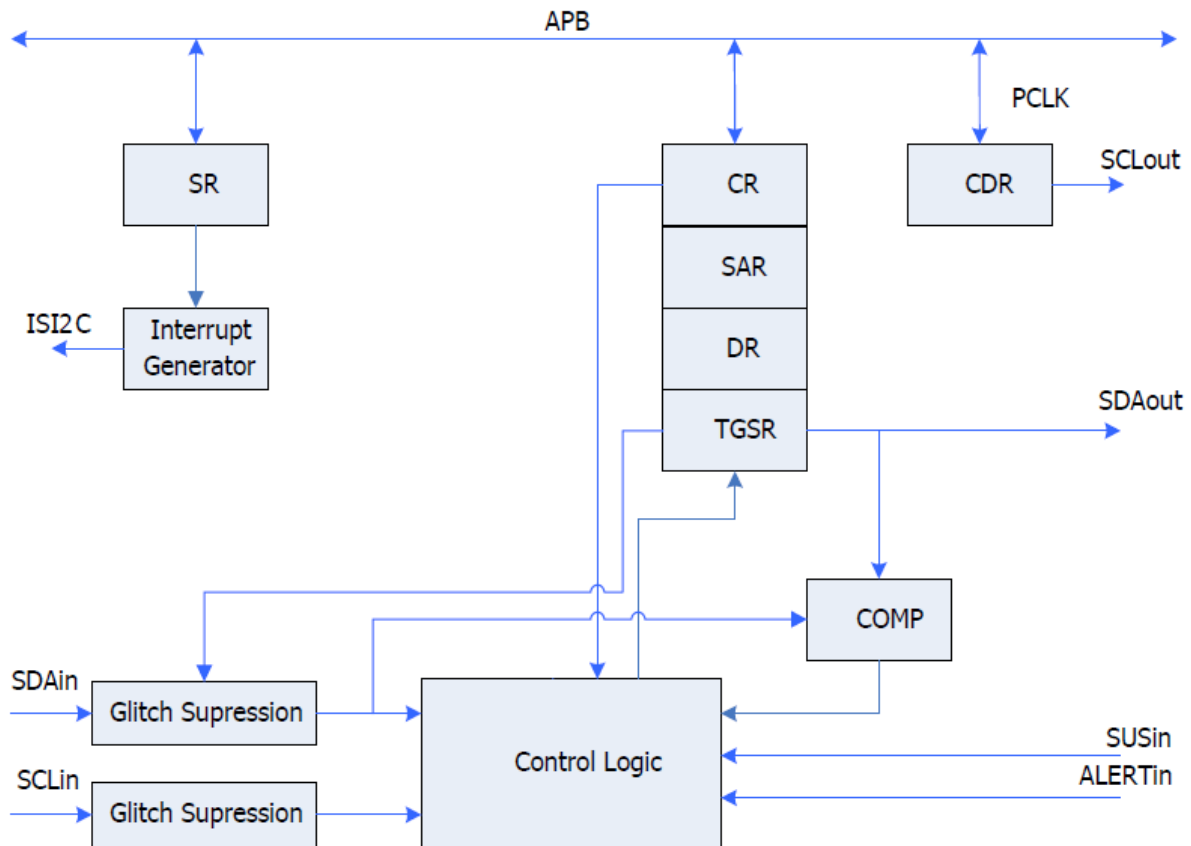 APB
PCLK
SR
CR
CDR
SCLout
SAR
ISI2C
Interrupt
Generator
DR
TGSR
SDAout
COMP
SDAin
Glitch Supression
Control Logic
SUSin
ALERTin
SCLin
Glitch Supression